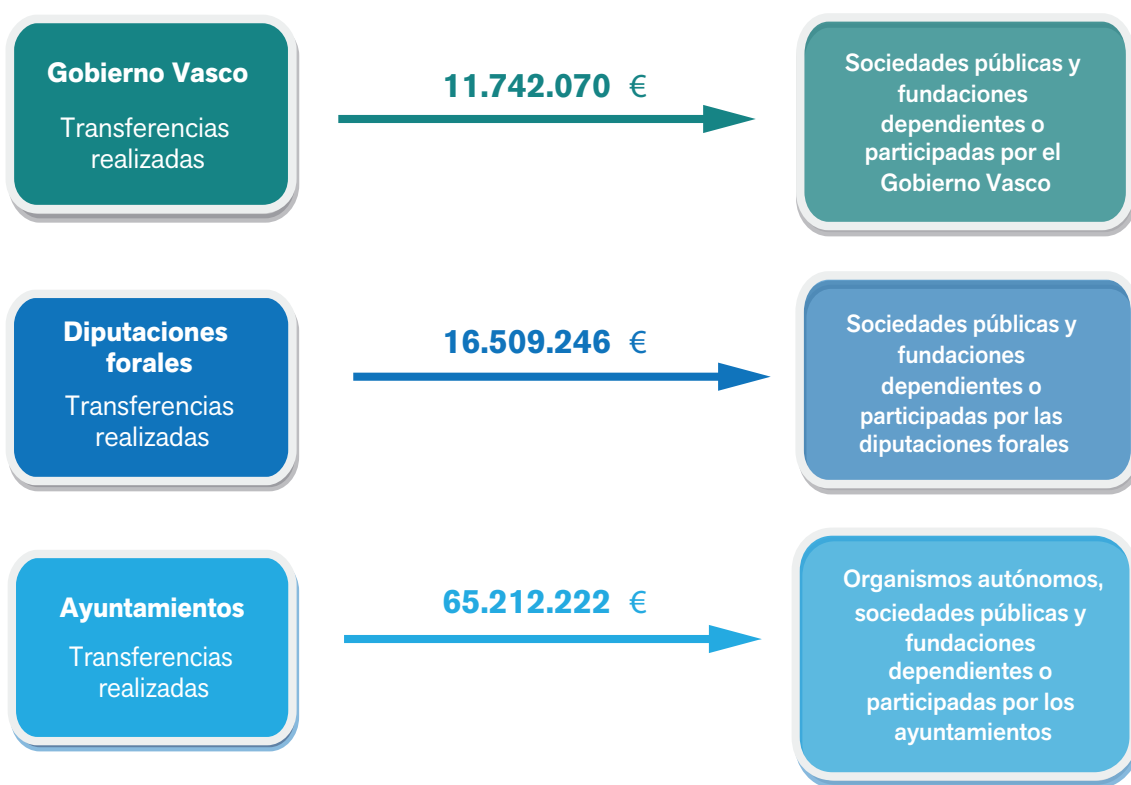 Gobierno Vasco
Transferencias
realizadas
11.742.070 €
Sociedades públicas y
fundaciones
dependientes o
participadas por el
Gobierno Vasco
Diputaciones
forales
Transferencias
realizadas
16.509.246 €
Sociedades públicas y
fundaciones
dependientes o
participadas por las
diputaciones forales
Ayuntamientos
Transferencias
realizadas
65.212.222 €
Organismos autónomos,
sociedades públicas y
fundaciones
dependientes o
participadas por los
ayuntamientos